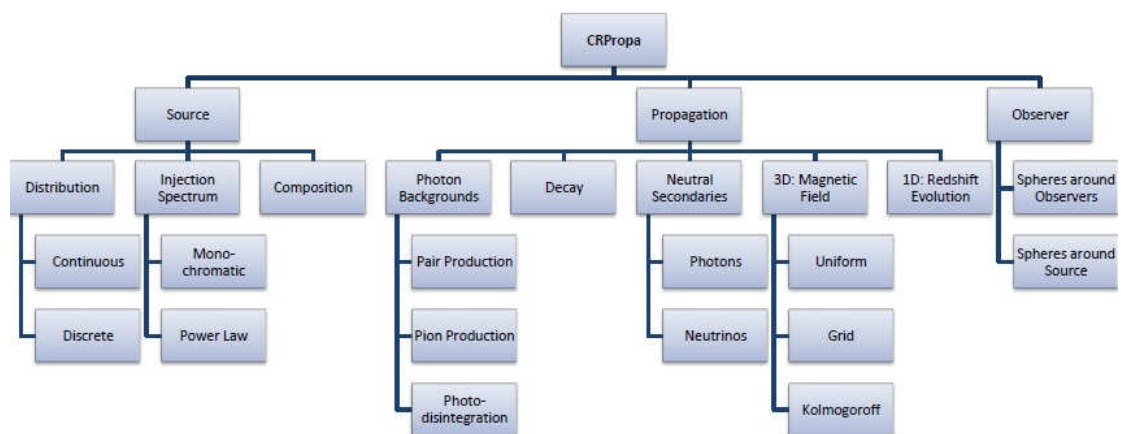 CRPropa
Source
Propagation
Observer
Distribution
Injection
Spectrum
Composition
Photon
Backgrounds
Decay
Neutral
Secondaries
3D: Magnetic
Field
1D: Redshift
Evolution
Spheres around
Observers
Continuous
Mono-
chromatic
Pair Production
Photons
Uniform
Spheres around
Source
Discrete
Power Law
Pion Production
Neutrinos
Grid
Photo-
disintegration
Kolmogoroff